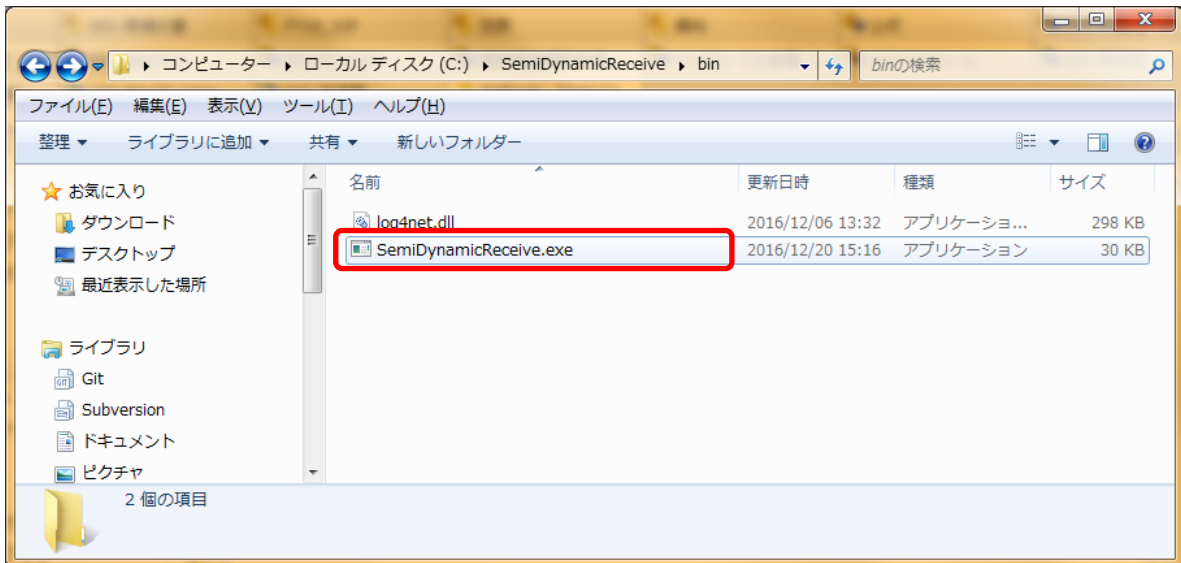 コンピューター ローカル ディスク (C:) SemiDynamicReceive bin binの検索
ファイル(F) 編集(E) 表示(V) ツール(T) ヘルプ(H)
整理 ライブラリに追加 共有 新しいフォルダー
お気に入り
ダウンロード
デスクトップ
最近表示した場所
ライブラリ
Git
Subversion
ドキュメント
ピクチャ
名前 更新日時 種類 サイズ
log4net.dll 2016/12/06 13:32 アプリケーショ... 298 KB
SemiDynamicReceive.exe 2016/12/20 15:16 アプリケーション 30 KB
2 個の項目